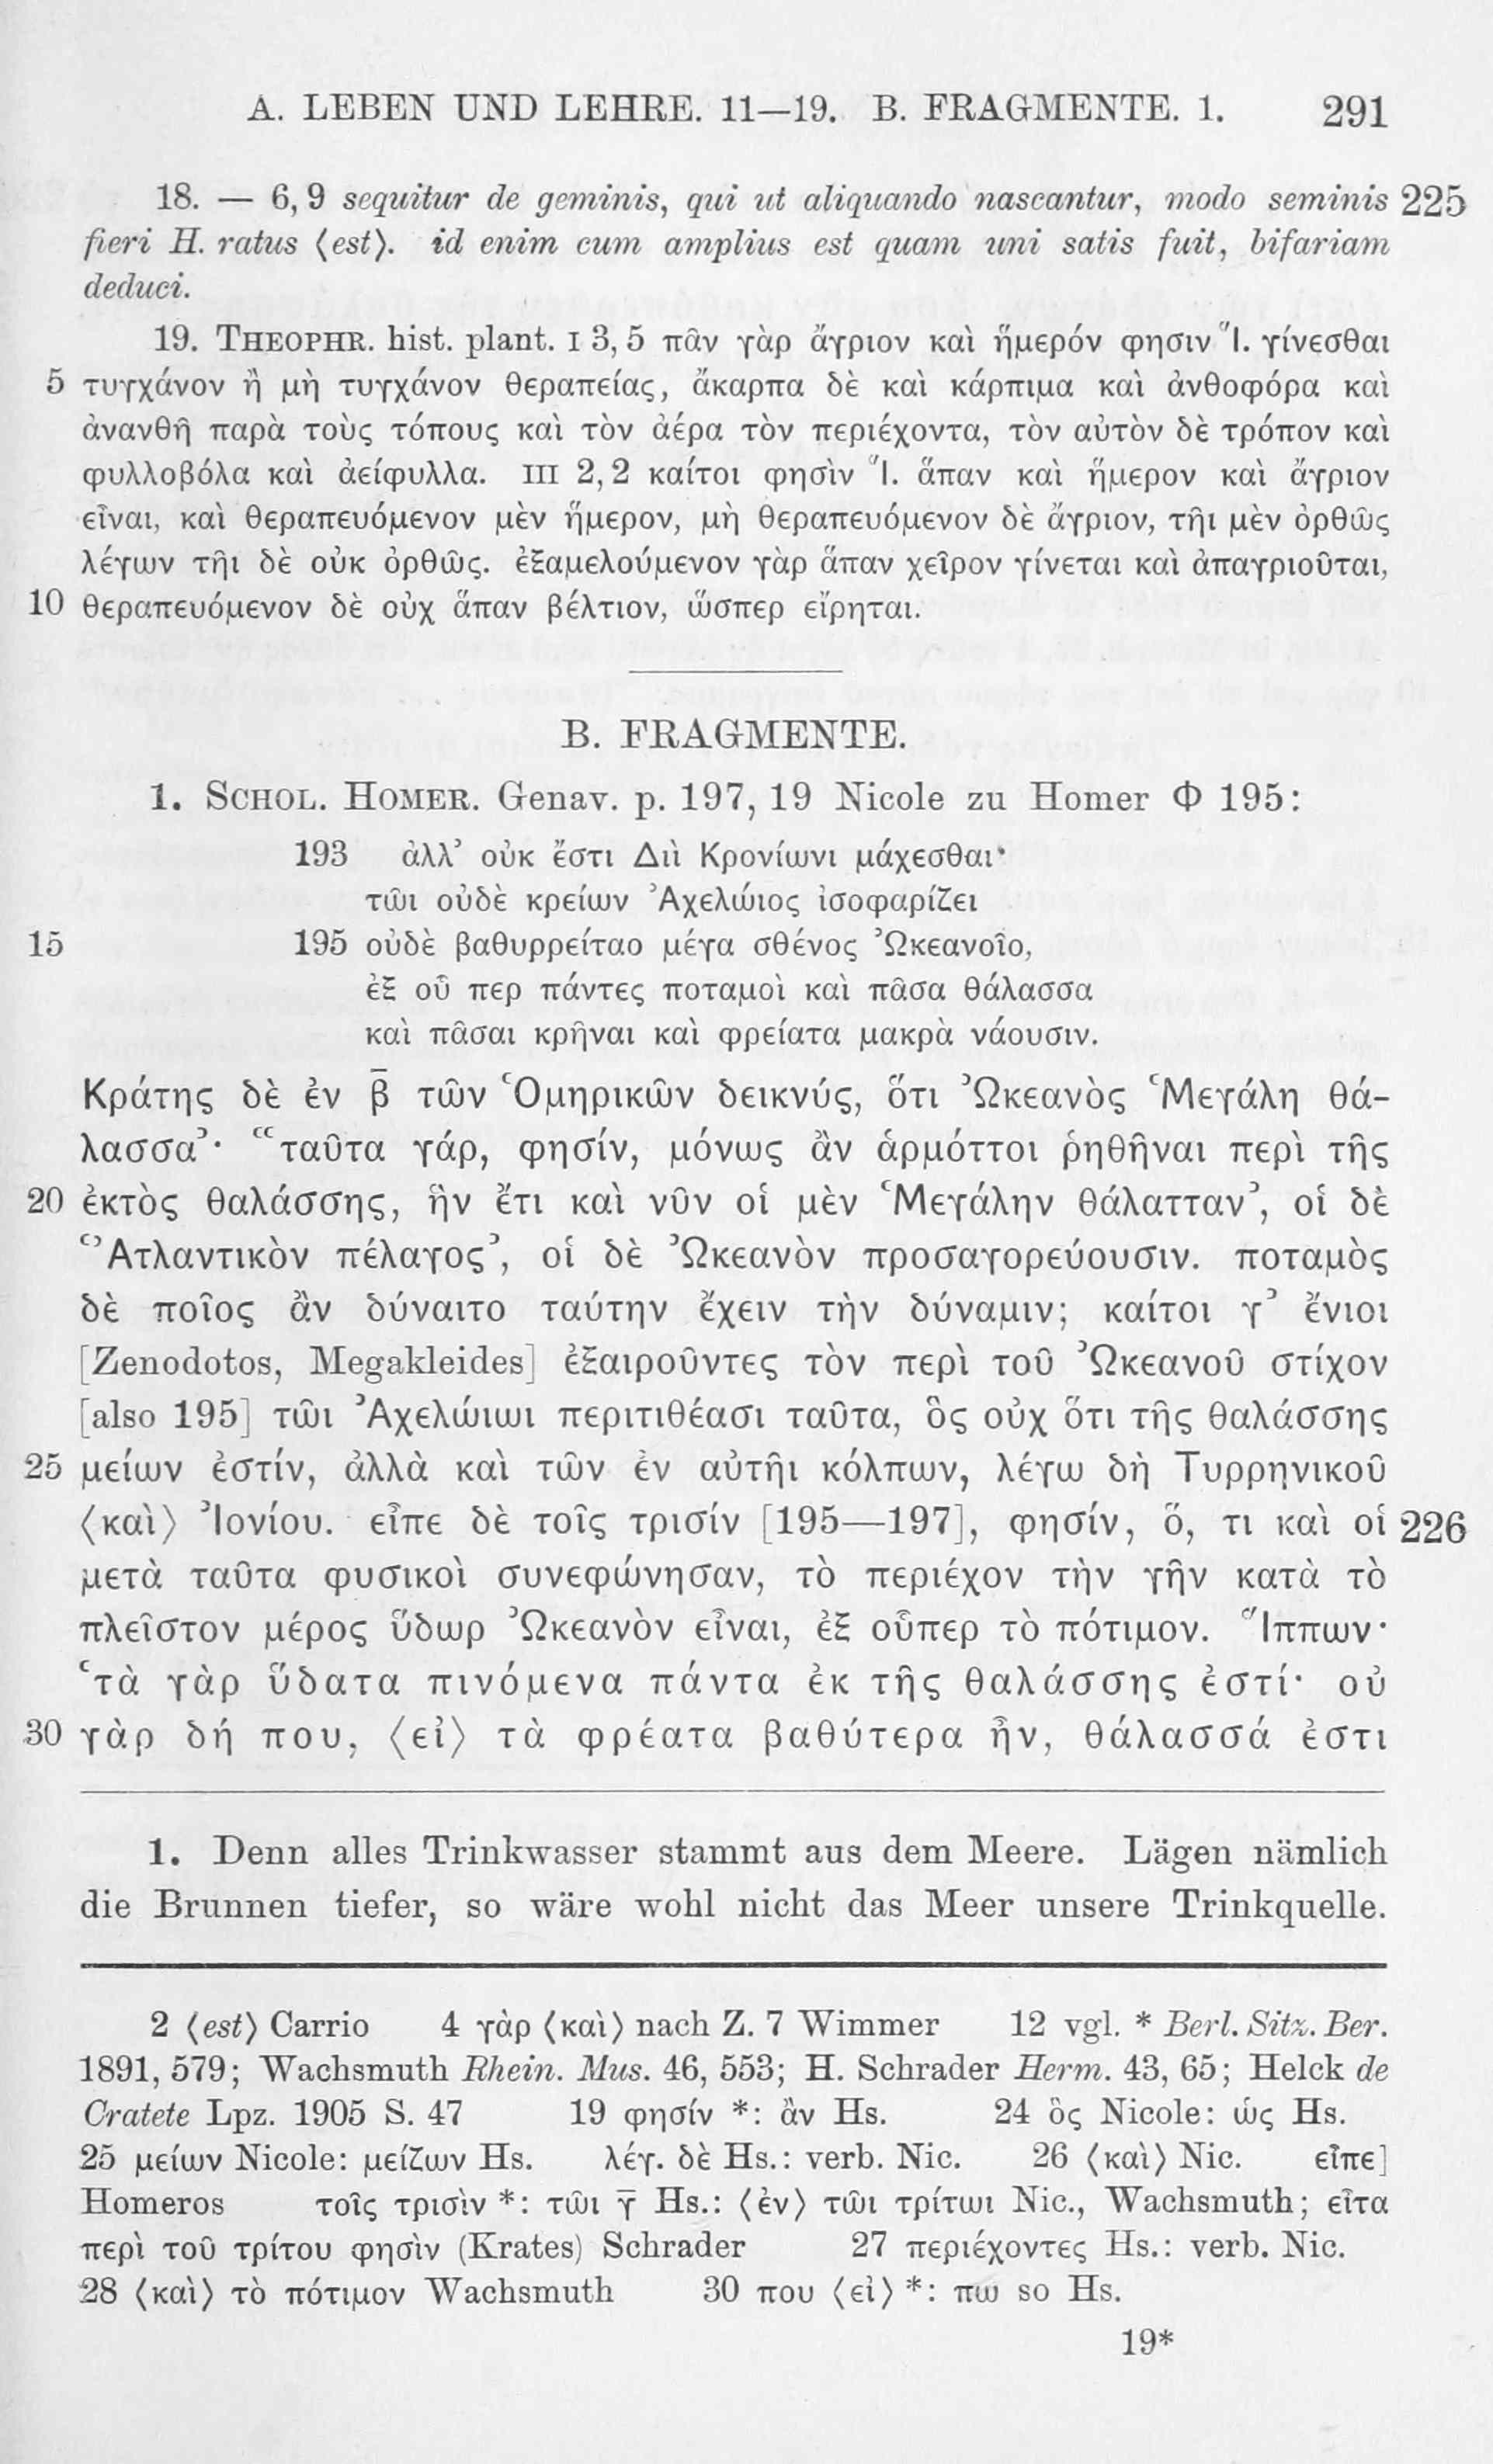 A. LEBEN UND LEHRE. 11—19. B. FRAGMENTE. 1. 291
18. — 6, 9 sequitur de geminis, qui ut aliquando nascantur, modo seminis 225
fieri H. ratus ⟨est⟩. id enim cum amplius est quam uni satis fuit, bifariam
deduci.
19. THEOPHR. hist. plant. I 3, 5 πᾶν γὰρ ἄγριον καὶ ἥμερόν φησιν Ἵ. γίνεσθαι
5 τυγχάνον ἢ μὴ τυγχάνον θεραπείας, ἄκαρπα δὲ καὶ κάρπιμα καὶ ἀνθοφόρα καὶ
ἀνανθῆ παρὰ τοὺς τόπους καὶ τὸν ἀέρα τὸν περιέχοντα, τὸν αὐτὸν δὲ τρόπον καὶ
φυλλοβόλα καὶ ἀείφυλλα. III 2, 2 καίτοι φησὶν Ἵ. ἅπαν καὶ ἥμερον καὶ ἄγριον
εἶναι, καὶ θεραπευόμενον μὲν ἥμερον, μὴ θεραπευόμενον δὲ ἄγριον, τῆι μὲν ὀρθῶς
λέγων τῆι δὲ οὐκ ὀρθῶς. ἐξαμελούμενον γὰρ ἅπαν χεῖρον γίνεται καὶ ἀπαγριοῦται,
10 θεραπευόμενον δὲ οὐχ ἅπαν βέλτιον, ὥσπερ εἴρηται.
B. FRAGMENTE.
1. SCHOL. HOMER. Genav. p. 197, 19 Nicole zu Homer Φ 195:
193 ἀλλ’ οὐκ ἔστι Διὶ Κρονίωνι μάχεσθαι·
τῶι οὐδὲ κρείων Ἀχελώιος ἰσοφαρίζει
15 195 οὐδὲ βαθυρρείταο μέγα σθένος Ὠκεανοῖο,
ἐξ οὗ περ πάντες ποταμοὶ καὶ πᾶσα θάλασσα
καὶ πᾶσαι κρῆναι καὶ φρείατα μακρὰ νάουσιν.
Κράτης δὲ ἐν β̄ τῶν Ὁμηρικῶν δεικνύς, ὅτι Ὠκεανὸς ‘Μεγάλη θά-
λασσα’· “ταῦτα γάρ, φησίν, μόνως ἂν ἁρμόττοι ῥηθῆναι περὶ τῆς
20 ἐκτὸς θαλάσσης, ἣν ἔτι καὶ νῦν οἱ μὲν ‘Μεγάλην θάλατταν’, οἱ δὲ
‘Ἀτλαντικὸν πέλαγος’, οἱ δὲ Ὠκεανὸν προσαγορεύουσιν. ποταμὸς
δὲ ποῖος ἂν δύναιτο ταύτην ἔχειν τὴν δύναμιν; καίτοι γ’ ἔνιοι
[Zenodotos, Megakleides] ἐξαιροῦντες τὸν περὶ τοῦ Ὠκεανοῦ στίχον
[also 195] τῶι Ἀχελώιωι περιτιθέασι ταῦτα, ὃς οὐχ ὅτι τῆς θαλάσσης
25 μείων ἐστίν, ἀλλὰ καὶ τῶν ἐν αὐτῆι κόλπων, λέγω δὴ Τυρρηνικοῦ
⟨καὶ⟩ Ἰονίου. εἶπε δὲ τοῖς τρισίν [195—197], φησίν, ὅ, τι καὶ οἱ 226
μετὰ ταῦτα φυσικοὶ συνεφώνησαν, τὸ περιέχον τὴν γῆν κατὰ τὸ
πλεῖστον μέρος ὕδωρ Ὠκεανὸν εἶναι, ἐξ οὗπερ τὸ πότιμον. Ἵππων·
‘τὰ γὰρ ὕδατα πινόμενα πάντα ἐκ τῆς θαλάσσης ἐστί· οὐ
30 γὰρ δή που, ⟨εἰ⟩ τὰ φρέατα βαθύτερα ἦν, θάλασσά ἐστι
1. Denn alles Trinkwasser stammt aus dem Meere. Lägen nämlich
die Brunnen tiefer, so wäre wohl nicht das Meer unsere Trinkquelle.
2 ⟨est⟩ Carrio 4 γὰρ ⟨καὶ⟩ nach Z. 7 Wimmer 12 vgl. * Berl. Sitz. Ber.
1891, 579; Wachsmuth Rhein. Mus. 46, 553; H. Schrader Herm. 43, 65; Helck de
Cratete Lpz. 1905 S. 47 19 φησίν *: ἂν Hs. 24 ὃς Nicole: ὡς Hs.
25 μείων Nicole: μείζων Hs. λέγ. δὲ Hs.: verb. Nic. 26 ⟨καὶ⟩ Nic. εἶπε]
Homeros τοῖς τρισὶν *: τῶι γ̄ Hs.: ⟨ἐν⟩ τῶι τρίτωι Nic., Wachsmuth; εἶτα
περὶ τοῦ τρίτου φησὶν (Krates) Schrader 27 περιέχοντες Hs.: verb. Nic.
28 ⟨καὶ⟩ τὸ πότιμον Wachsmuth 30 που ⟨εἰ⟩ *: πω so Hs.
19*